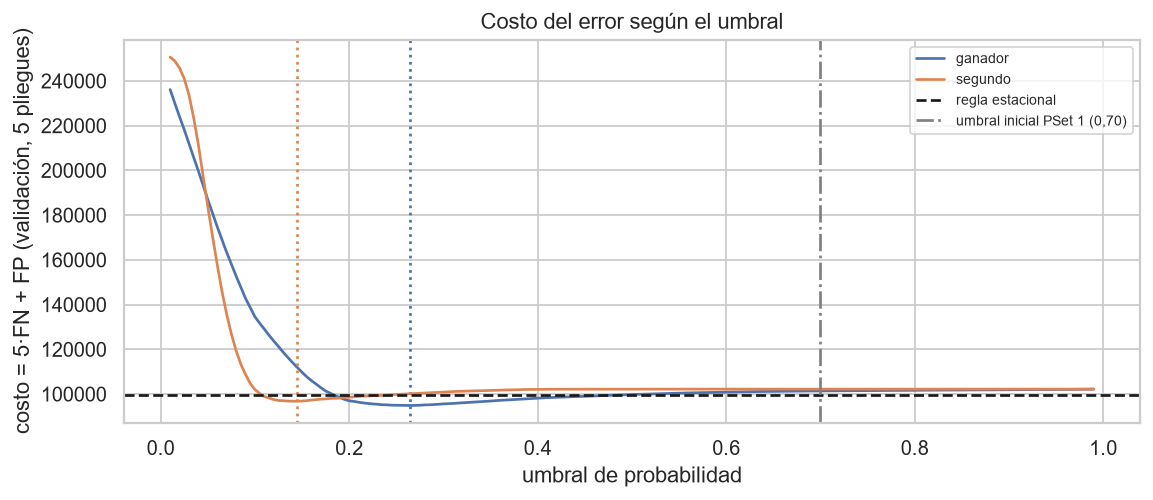 Costo del error según el umbral
costo = 5·FN + FP (validación, 5 pliegues)
240000
220000
200000
180000
160000
140000
120000
100000
ganador
segundo
regla estacional
umbral inicial PSet 1 (0,70)
0.0
0.2
0.4
0.6
0.8
1.0
umbral de probabilidad